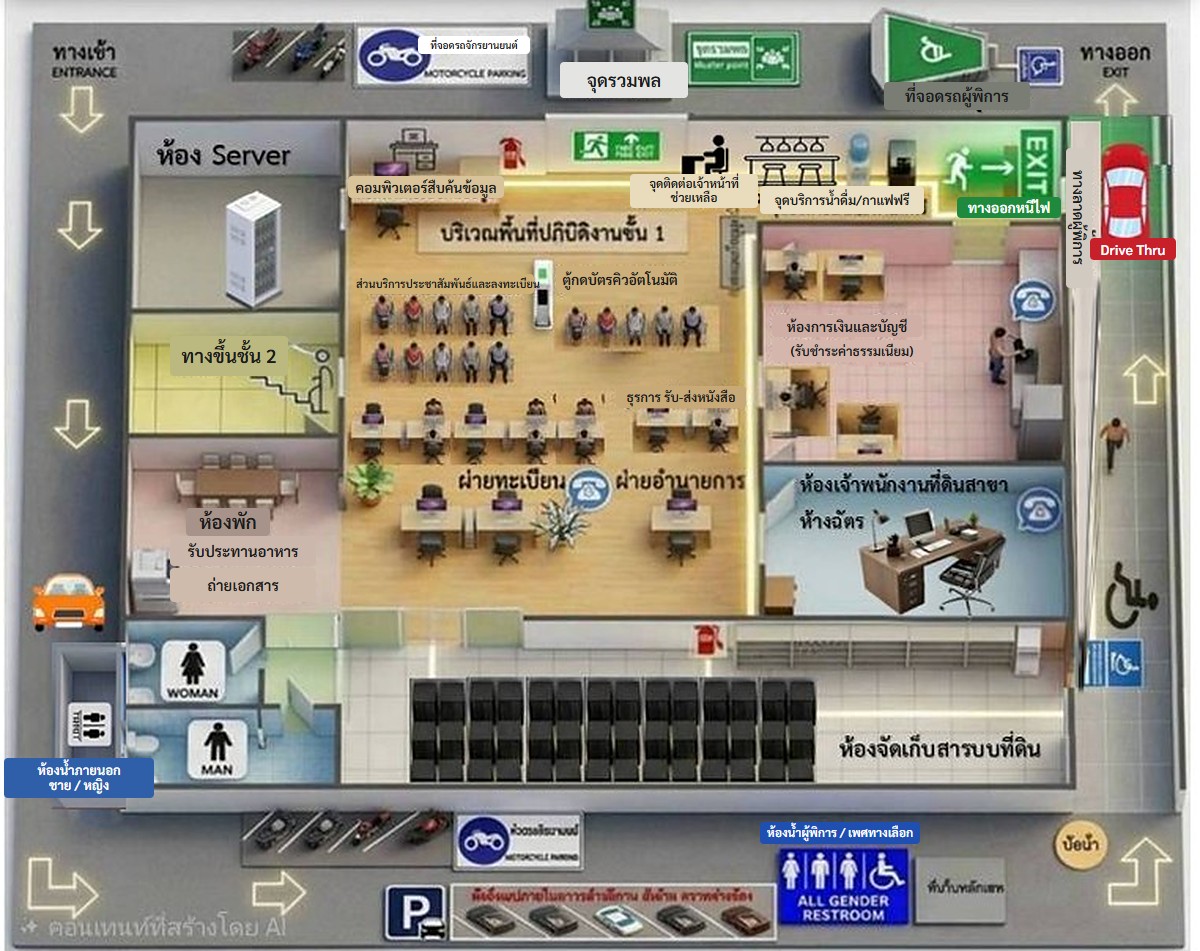 ทางเข้า
ENTRANCE
ที่จอดรถจักรยานยนต์
MOTORCYCLE PARKING
จุดรวมพล
จุดรวมพล
Muster point
ที่จอดรถผู้พิการ
ทางออก
EXIT
ห้อง Server
คอมพิวเตอร์สืบค้นข้อมูล
จุดติดต่อเจ้าหน้าที่
ช่วยเหลือ
จุดบริการน้ำดื่ม/กาแฟฟรี
EXIT
ทางออกหนีไฟ
ทางลาดผู้พิการ
Drive Thru
บริเวณพื้นที่ปฏิบัติงานชั้น 1
ส่วนบริการประชาสัมพันธ์และลงทะเบียน
ตู้กดบัตรคิวอัตโนมัติ
ห้องการเงินและบัญชี
(รับชำระค่าธรรมเนียม)
ทางขึ้นชั้น 2
ธุรการ รับ-ส่งหนังสือ
ฝ่ายทะเบียน
ฝ่ายอำนวยการ
ห้องเจ้าพนักงานที่ดินสาขา
ห้างฉัตร
ห้องพัก
รับประทานอาหาร
ถ่ายเอกสาร
WOMAN
MAN
TOILET
ห้องน้ำภายนอก
ชาย / หญิง
ห้องจัดเก็บสารบบที่ดิน
MOTORCYCLE PARKING
ห้องน้ำผู้พิการ / เพศทางเลือก
ALL GENDER
RESTROOM
บ่อน้ำ
P
คอนเทนท์ที่สร้างโดย AI